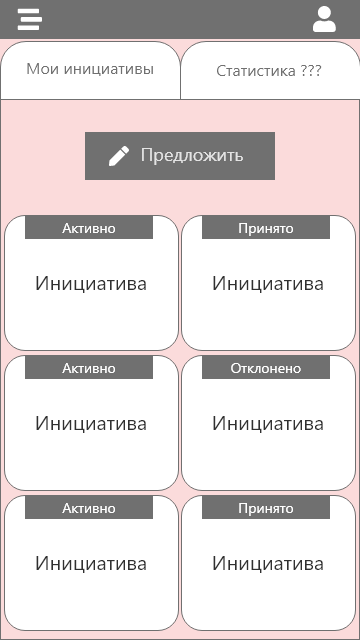 Мои инициативы
Статистика ???
Предложить
Активно
Принято
Инициатива
Инициатива
Активно
Отклонено
Инициатива
Инициатива
Активно
Принято
Инициатива
Инициатива